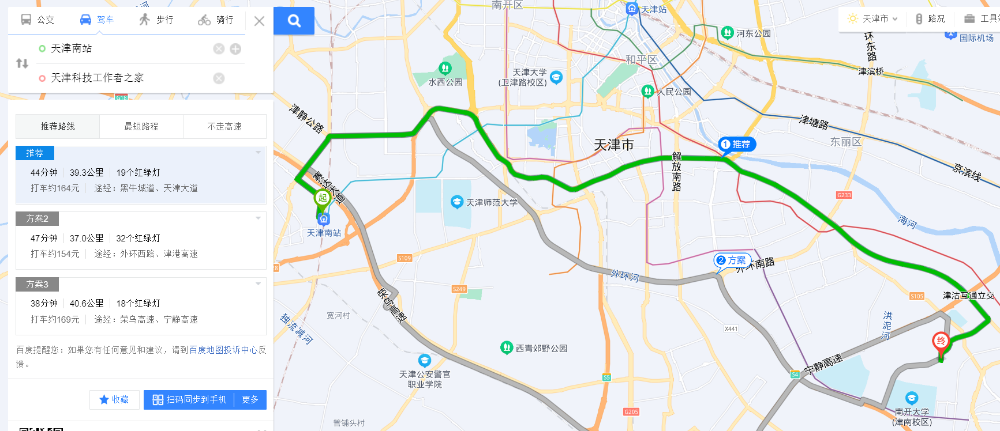 公交
驾车
步行
骑行
天津南站
天津科技工作者之家
推荐路线
最短路程
不走高速
推荐
44分钟
39.3公里
19个红绿灯
打车约164元
途经：黑牛城道、天津大道
方案2
47分钟
37.0公里
32个红绿灯
打车约154元
途经：外环西路、津港高速
方案3
38分钟
40.6公里
18个红绿灯
打车约169元
途经：荣乌高速、宁静高速
百度提醒您：如果您有任何意见和建议，请到百度地图投诉中心反
馈。
收藏
扫码同步到手机
更多
G18
南开区
天津站
天津市
路况
国际机场
河东公园
环东路
和平区
津滨桥
水西公园
天津大学
(卫津路校区)
人民公园
津静公路
津塘路
东丽区
天津市
1 推荐
解放南路
京滨线
赛达大道
起
天津南站
天津师范大学
G233
海河
S109
2 方案
外环南路
外环河
S249
荣乌高速
S105
津沽互通立交
宽河村
独流减河
X441
洪泥河
终
西青郊野公园
天津公安警官
职业学院
S5
S4
宁静高速
G205
南开大学
(津南校区)
管铺头村